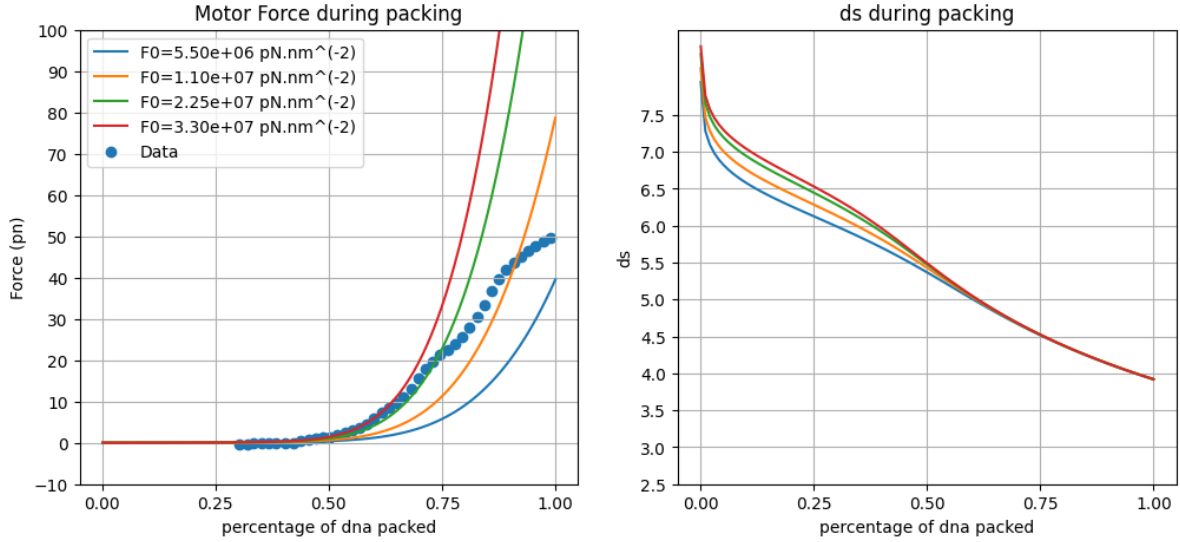 Motor Force during packing
100
90
80
70
60
50
40
30
20
10
0
−10
Force (pn)
F0=5.50e+06 pN.nm^(-2)
F0=1.10e+07 pN.nm^(-2)
F0=2.25e+07 pN.nm^(-2)
F0=3.30e+07 pN.nm^(-2)
Data
0.00 0.25 0.50 0.75 1.00
percentage of dna packed
ds during packing
7.5
7.0
6.5
6.0
5.5
5.0
4.5
4.0
3.5
3.0
2.5
ds
0.00 0.25 0.50 0.75 1.00
percentage of dna packed